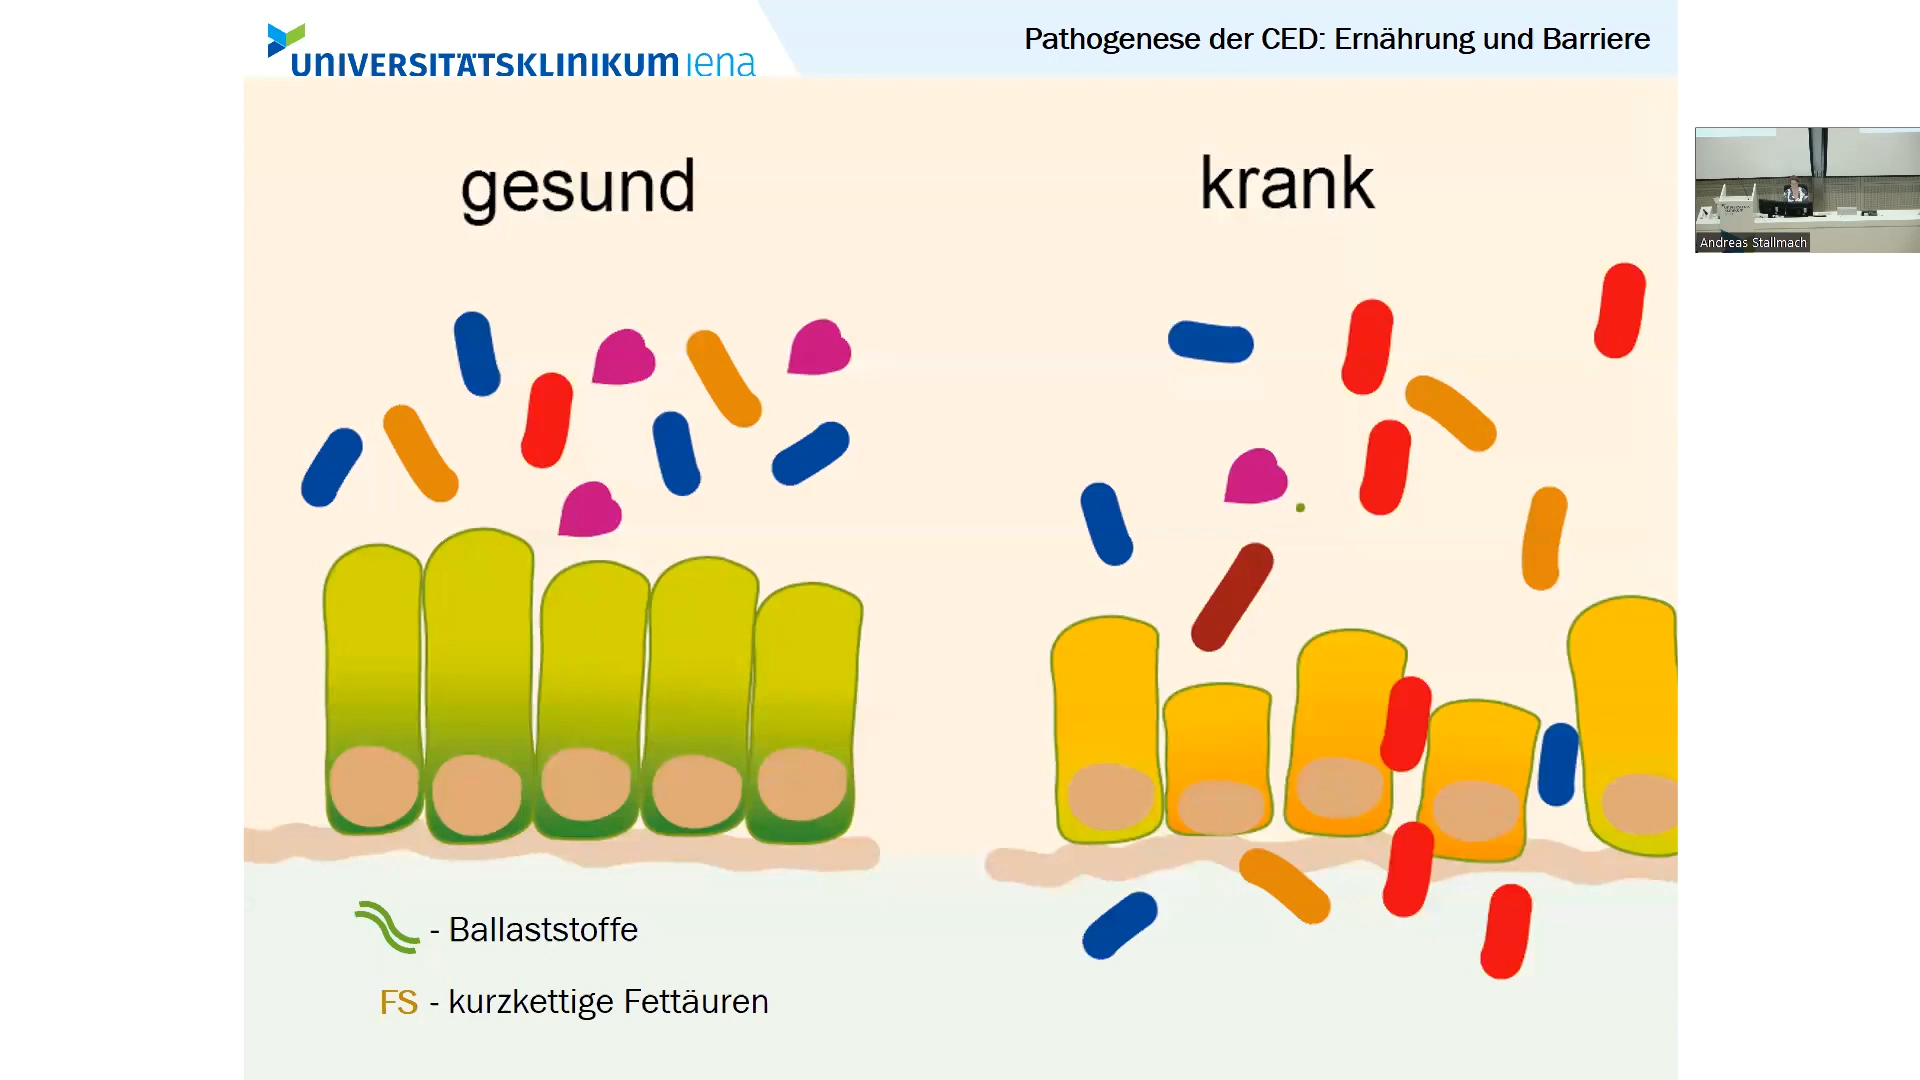 UNIVERSITÄTSKLINIKUM jena
Pathogenese der CED: Ernährung und Barriere
gesund
krank
Andreas Stallmach
- Ballaststoffe
FS - kurzkettige Fettäuren